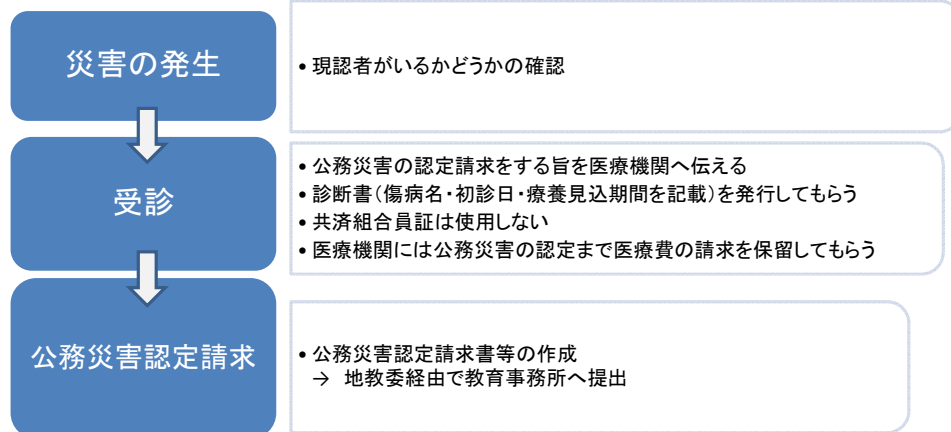 災害の発生
• 現認者がいるかどうかの確認
受診
• 公務災害の認定請求をする旨を医療機関へ伝える
• 診断書(傷病名・初診日・療養見込期間を記載)を発行してもらう
• 共済組合員証は使用しない
• 医療機関には公務災害の認定まで医療費の請求を保留してもらう
公務災害認定請求
• 公務災害認定請求書等の作成
→ 地教委経由で教育事務所へ提出